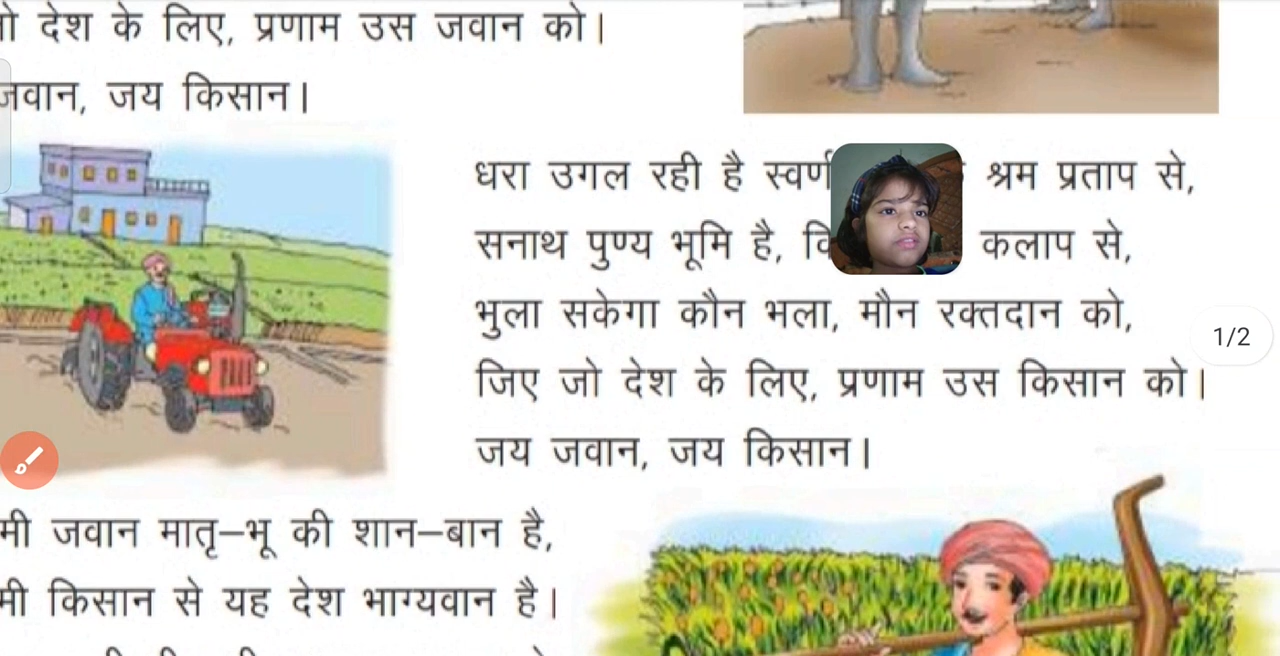 देश के लिए, प्रणाम उस जवान को।
जवान, जय किसान।
धरा उगल रही है स्वर्ण श्रम प्रताप से,
सनाथ पुण्य भूमि है, कलाप से,
भुला सकेगा कौन भला, मौन रक्तदान को,
जिए जो देश के लिए, प्रणाम उस किसान को।
जय जवान, जय किसान।
1/2
जवान मातृ–भू की शान–बान है,
किसान से यह देश भाग्यवान है।